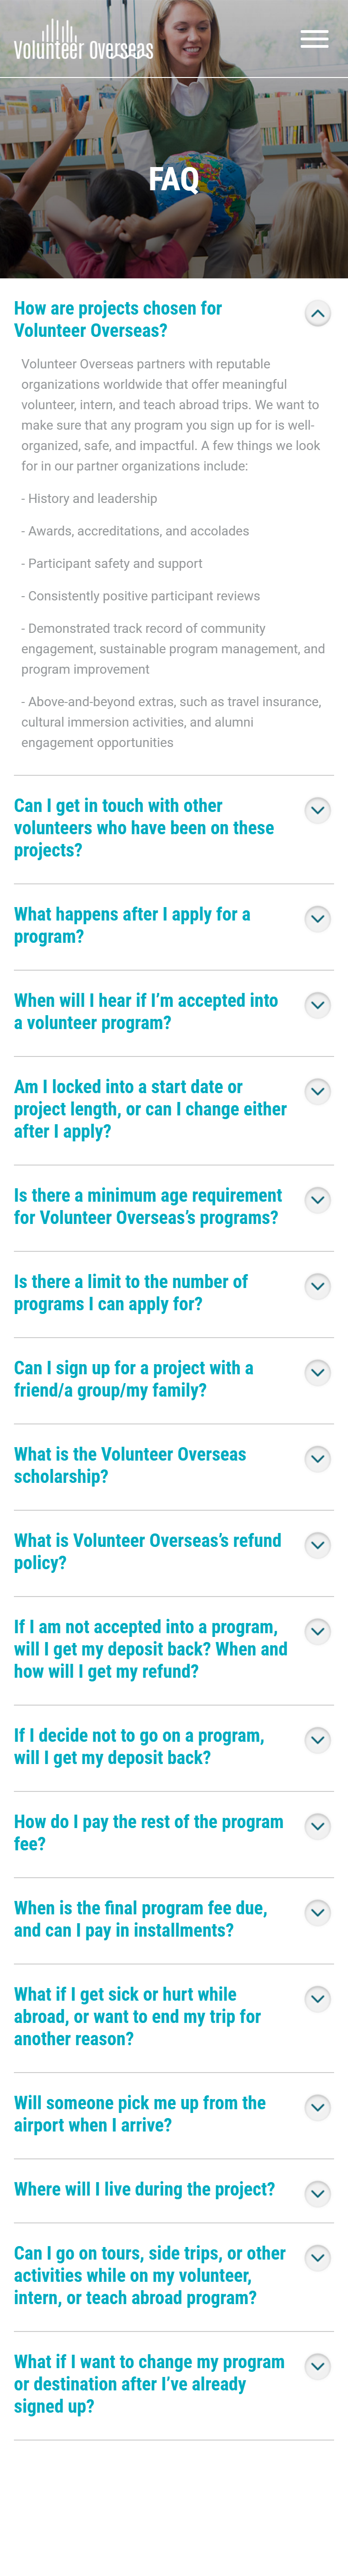 Volunteer Overseas
FAQ
How are projects chosen for
Volunteer Overseas?
Volunteer Overseas partners with reputable
organizations worldwide that offer meaningful
volunteer, intern, and teach abroad trips. We want to
make sure that any program you sign up for is well-
organized, safe, and impactful. A few things we look
for in our partner organizations include:
- History and leadership
- Awards, accreditations, and accolades
- Participant safety and support
- Consistently positive participant reviews
- Demonstrated track record of community
engagement, sustainable program management, and
program improvement
- Above-and-beyond extras, such as travel insurance,
cultural immersion activities, and alumni
engagement opportunities
Can I get in touch with other
volunteers who have been on these
projects?
What happens after I apply for a
program?
When will I hear if I’m accepted into
a volunteer program?
Am I locked into a start date or
project length, or can I change either
after I apply?
Is there a minimum age requirement
for Volunteer Overseas’s programs?
Is there a limit to the number of
programs I can apply for?
Can I sign up for a project with a
friend/a group/my family?
What is the Volunteer Overseas
scholarship?
What is Volunteer Overseas’s refund
policy?
If I am not accepted into a program,
will I get my deposit back? When and
how will I get my refund?
If I decide not to go on a program,
will I get my deposit back?
How do I pay the rest of the program
fee?
When is the final program fee due,
and can I pay in installments?
What if I get sick or hurt while
abroad, or want to end my trip for
another reason?
Will someone pick me up from the
airport when I arrive?
Where will I live during the project?
Can I go on tours, side trips, or other
activities while on my volunteer,
intern, or teach abroad program?
What if I want to change my program
or destination after I’ve already
signed up?